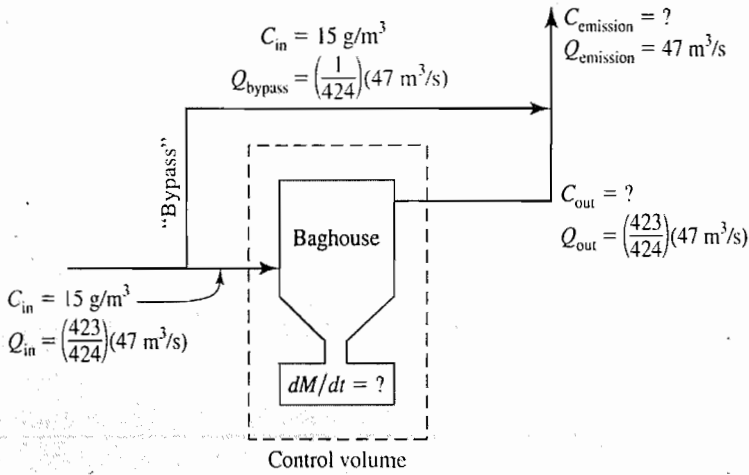 C_in = 15 g/m³
Q_bypass = (1/424)(47 m³/s)
C_emission = ?
Q_emission = 47 m³/s
"Bypass"
Baghouse
C_out = ?
Q_out = (423/424)(47 m³/s)
C_in = 15 g/m³
Q_in = (423/424)(47 m³/s)
dM/dt = ?
Control volume